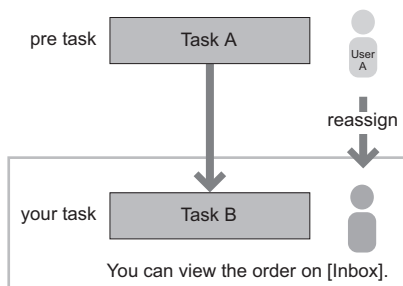 pre task
Task A
User
A
reassign
your task
Task B
You can view the order on [Inbox].